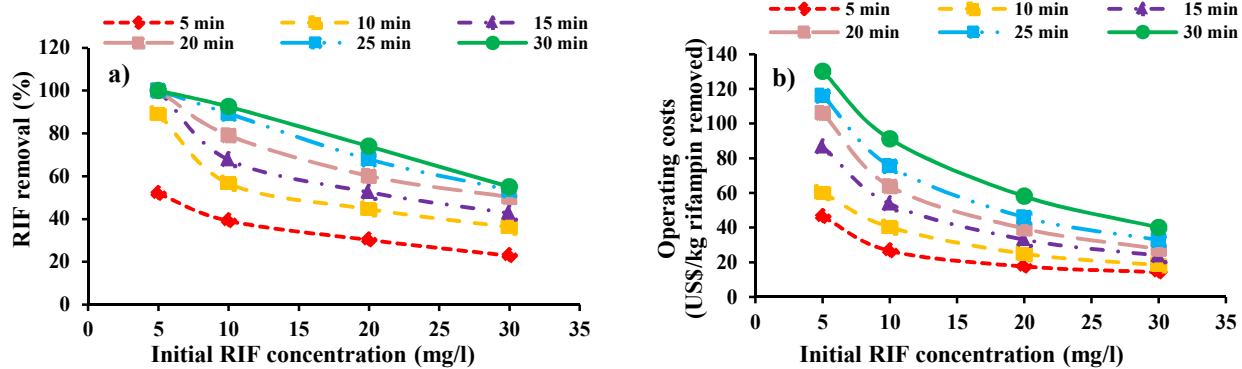 5 min 10 min 15 min
20 min 25 min 30 min
a)
RIF removal (%)
120
100
80
60
40
20
0
0 5 10 15 20 25 30 35
Initial RIF concentration (mg/l)
5 min 10 min 15 min
20 min 25 min 30 min
b)
Operating costs
(US$/kg rifampin removed)
140
120
100
80
60
40
20
0
0 5 10 15 20 25 30 35
Initial RIF concentration (mg/l)